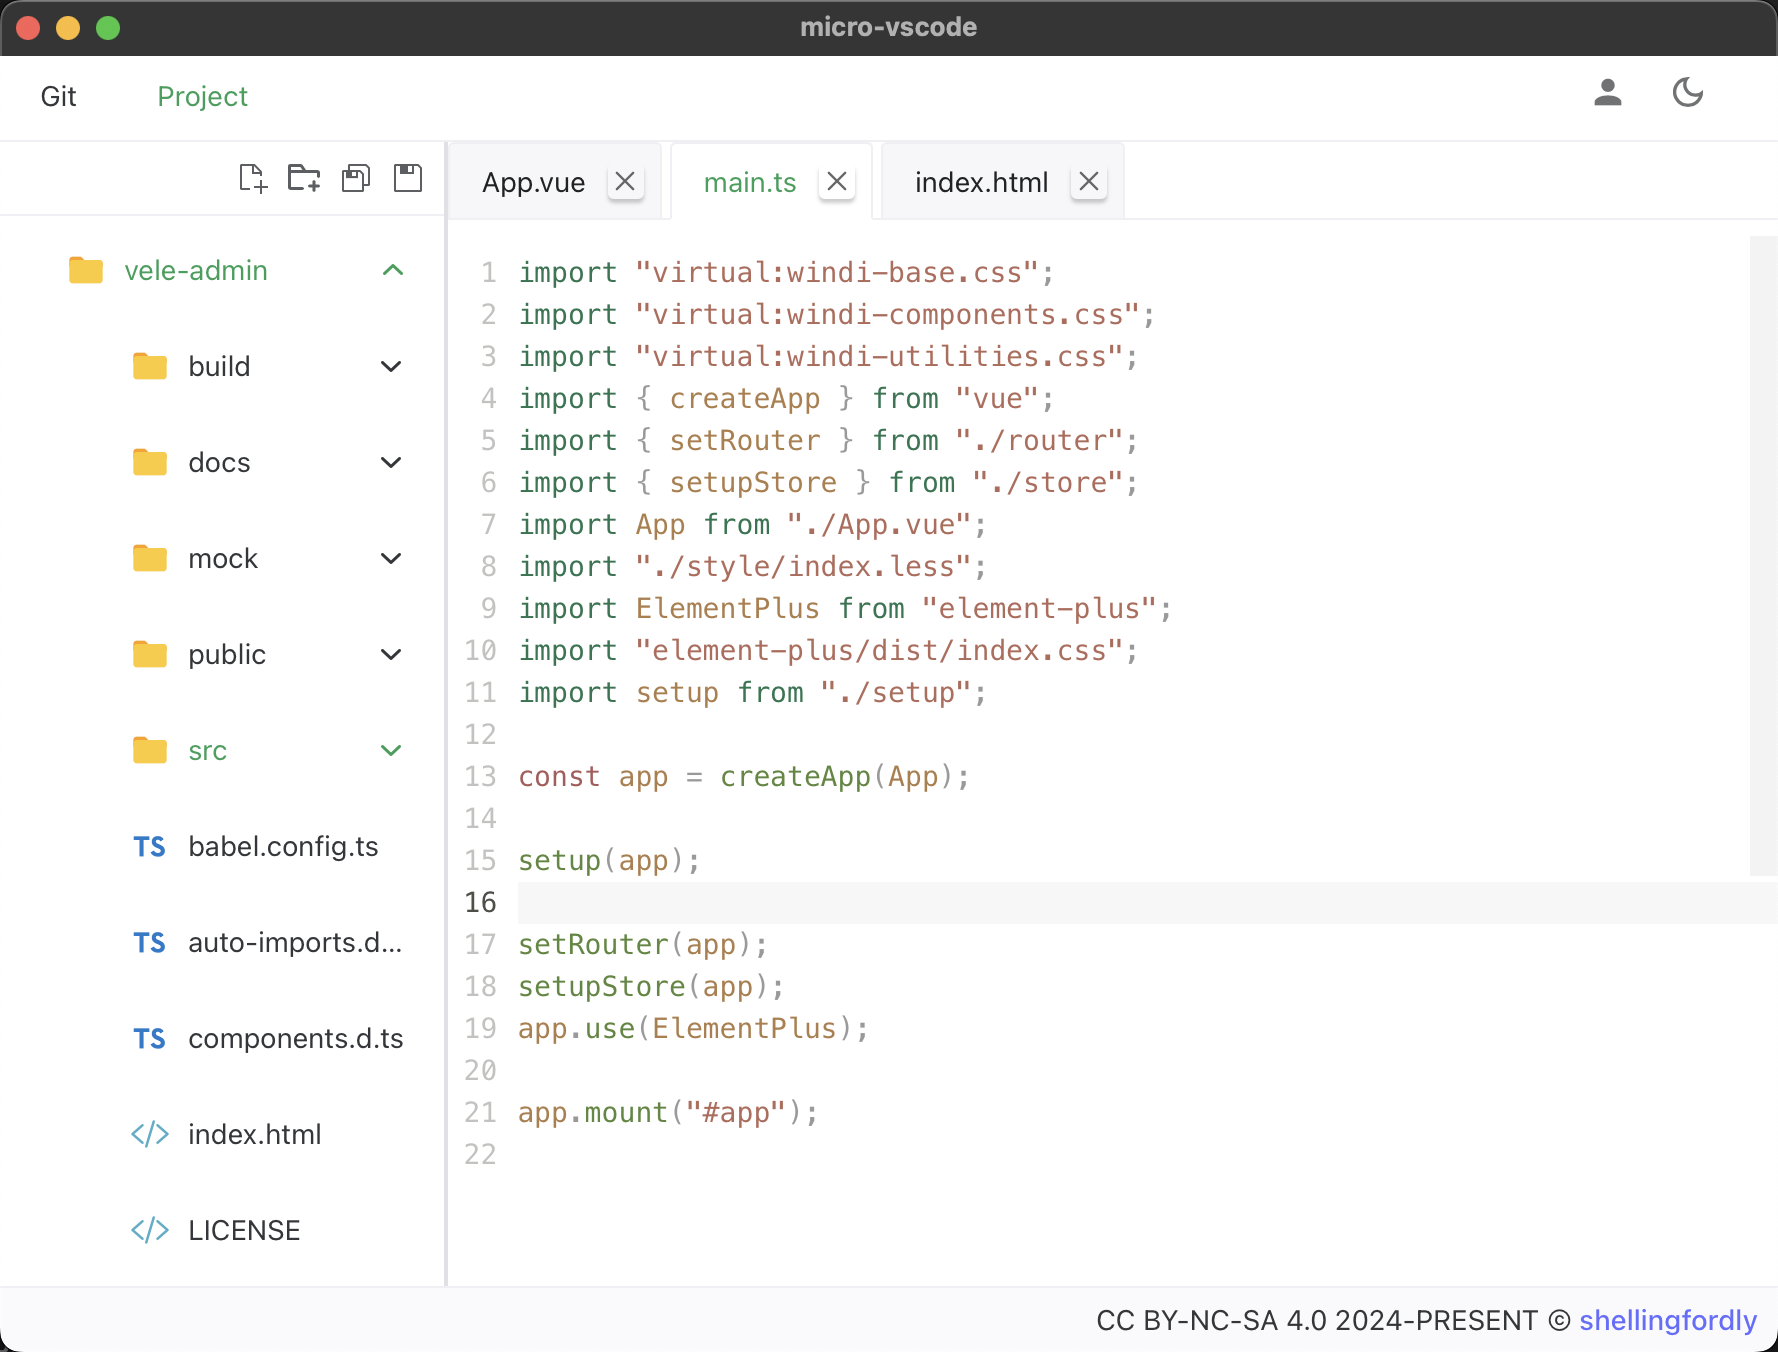 micro-vscode
Git Project
App.vue main.ts index.html
vele-admin
build
docs
mock
public
src
TS babel.config.ts
TS auto-imports.d...
TS components.d.ts
</> index.html
</> LICENSE
1 import "virtual:windi-base.css";
2 import "virtual:windi-components.css";
3 import "virtual:windi-utilities.css";
4 import { createApp } from "vue";
5 import { setRouter } from "./router";
6 import { setupStore } from "./store";
7 import App from "./App.vue";
8 import "./style/index.less";
9 import ElementPlus from "element-plus";
10 import "element-plus/dist/index.css";
11 import setup from "./setup";
12
13 const app = createApp(App);
14
15 setup(app);
16
17 setRouter(app);
18 setupStore(app);
19 app.use(ElementPlus);
20
21 app.mount("#app");
22
CC BY-NC-SA 4.0 2024-PRESENT © shellingfordly